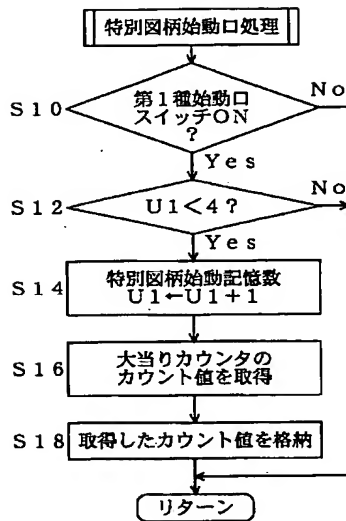 特別図柄始動口処理
S10
第1種始動口
スイッチON
?
No
Yes
S12
U1<4?
No
Yes
S14
特別図柄始動記憶数
U1←U1+1
S16
大当りカウンタの
カウント値を取得
S18
取得したカウント値を格納
リターン